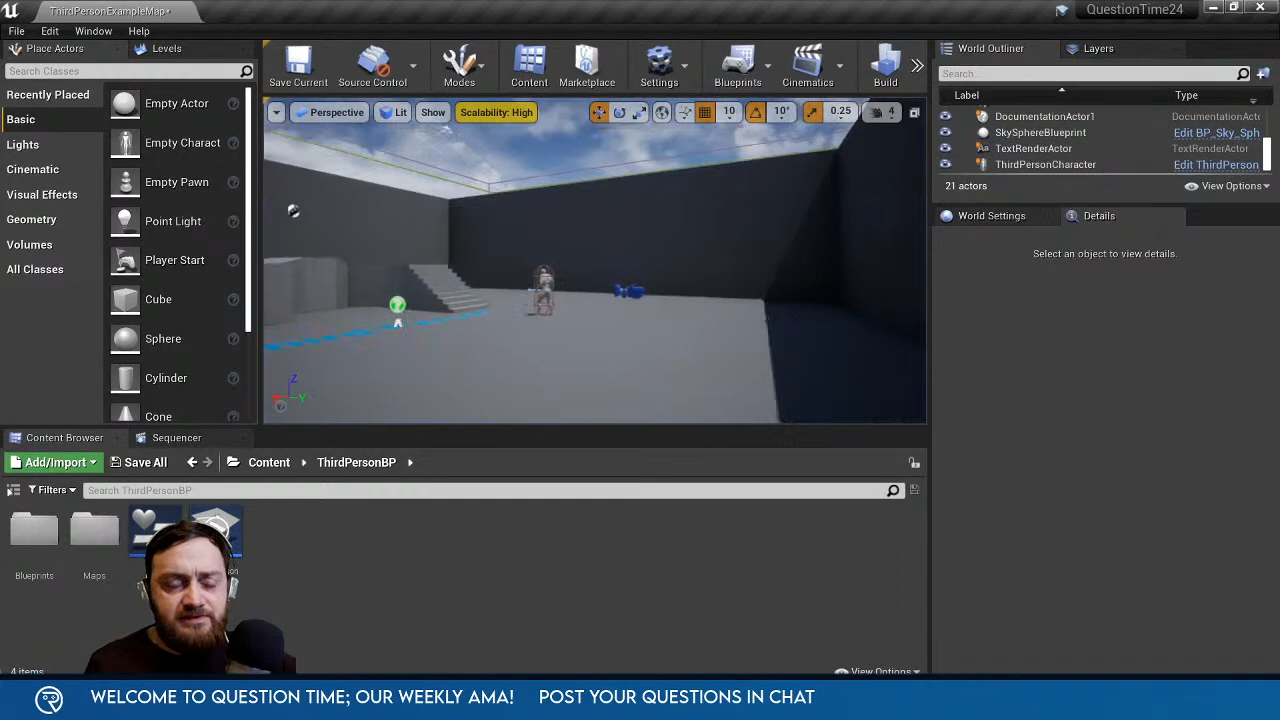 ThirdPersonExampleMap*
QuestionTime24
File Edit Window Help
Place Actors Levels
Search Classes
Recently Placed
Basic
Lights
Cinematic
Visual Effects
Geometry
Volumes
All Classes
Empty Actor
Empty Charact
Empty Pawn
Point Light
Player Start
Cube
Sphere
Cylinder
Cone
Save Current Source Control Modes Content Marketplace Settings Blueprints Cinematics Build
Perspective Lit Show Scalability: High 10 10° 0.25 4
Z
Y
World Outliner Layers
Search...
Label Type
DocumentationActor1 DocumentationActo
SkySphereBlueprint Edit BP_Sky_Sph
TextRenderActor TextRenderActor
ThirdPersonCharacter Edit ThirdPerson
21 actors View Options
World Settings Details
Select an object to view details.
Content Browser Sequencer
Add/Import Save All Content ThirdPersonBP
Filters Search ThirdPersonBP
Blueprints Maps
4 items View Options
WELCOME TO QUESTION TIME; OUR WEEKLY AMA! POST YOUR QUESTIONS IN CHAT